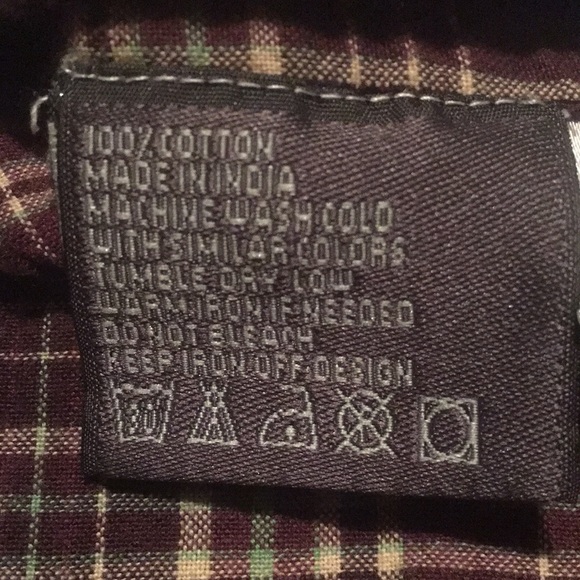 100% COTTON
MADE IN INDIA
MACHINE WASH COLD
WITH SIMILAR COLORS
TUMBLE DRY LOW
WARM IRON IF NEEDED
DO NOT BLEACH
KEEP IRON OFF DESIGN
30